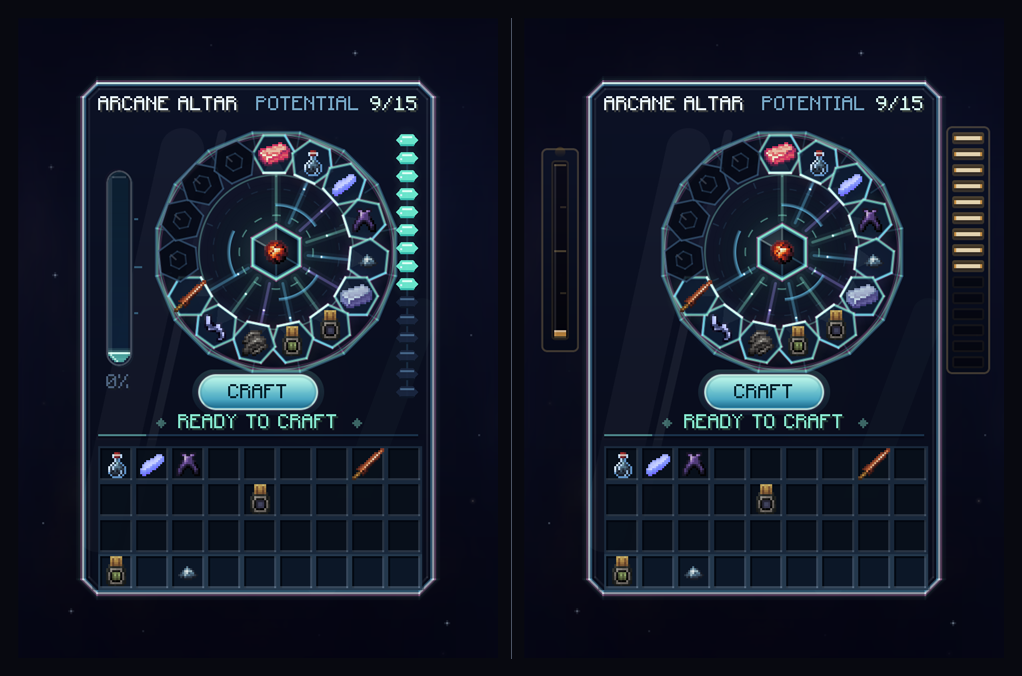 ARCANE ALTAR POTENTIAL 9/15
0%
CRAFT
READY TO CRAFT
ARCANE ALTAR POTENTIAL 9/15
CRAFT
READY TO CRAFT